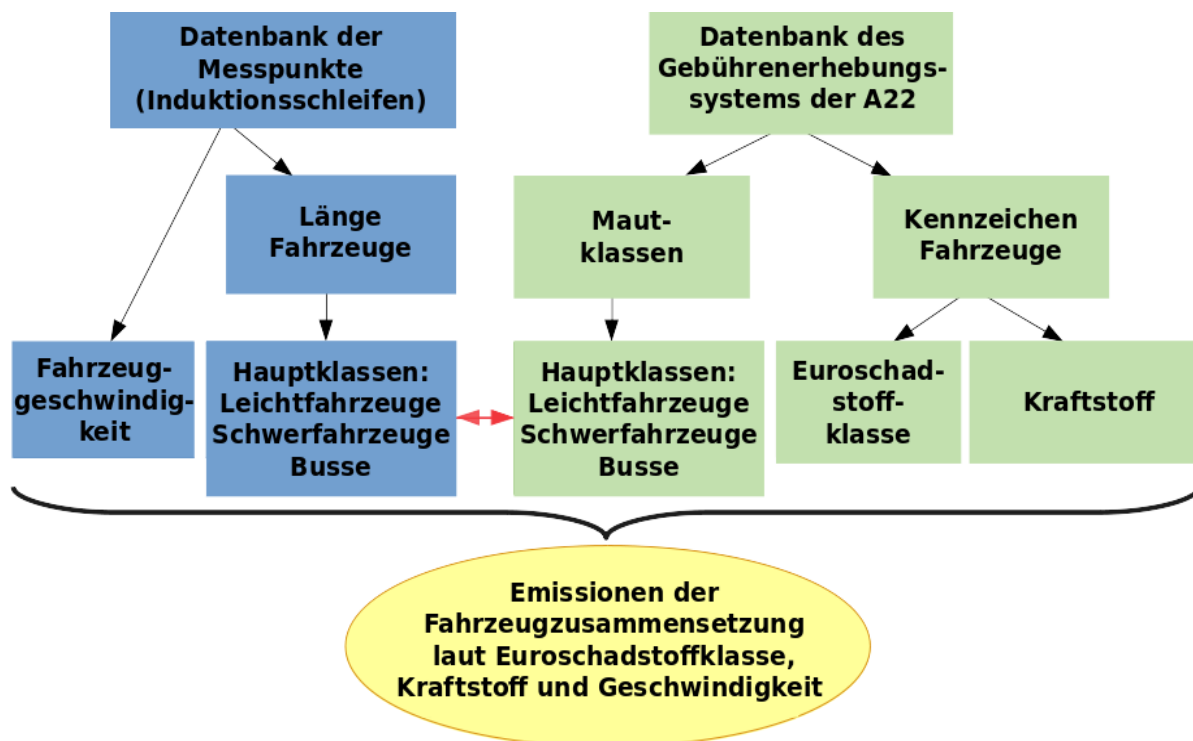 Datenbank der
Messpunkte
(Induktionsschleifen)
Datenbank des
Gebührenerhebungs-
systems der A22
Länge
Fahrzeuge
Maut-
klassen
Kennzeichen
Fahrzeuge
Fahrzeug-
geschwindig-
keit
Hauptklassen:
Leichtfahrzeuge
Schwerfahrzeuge
Busse
Hauptklassen:
Leichtfahrzeuge
Schwerfahrzeuge
Busse
Euroschad-
stoff-
klasse
Kraftstoff
Emissionen der
Fahrzeugzusammensetzung
laut Euroschadstoffklasse,
Kraftstoff und Geschwindigkeit